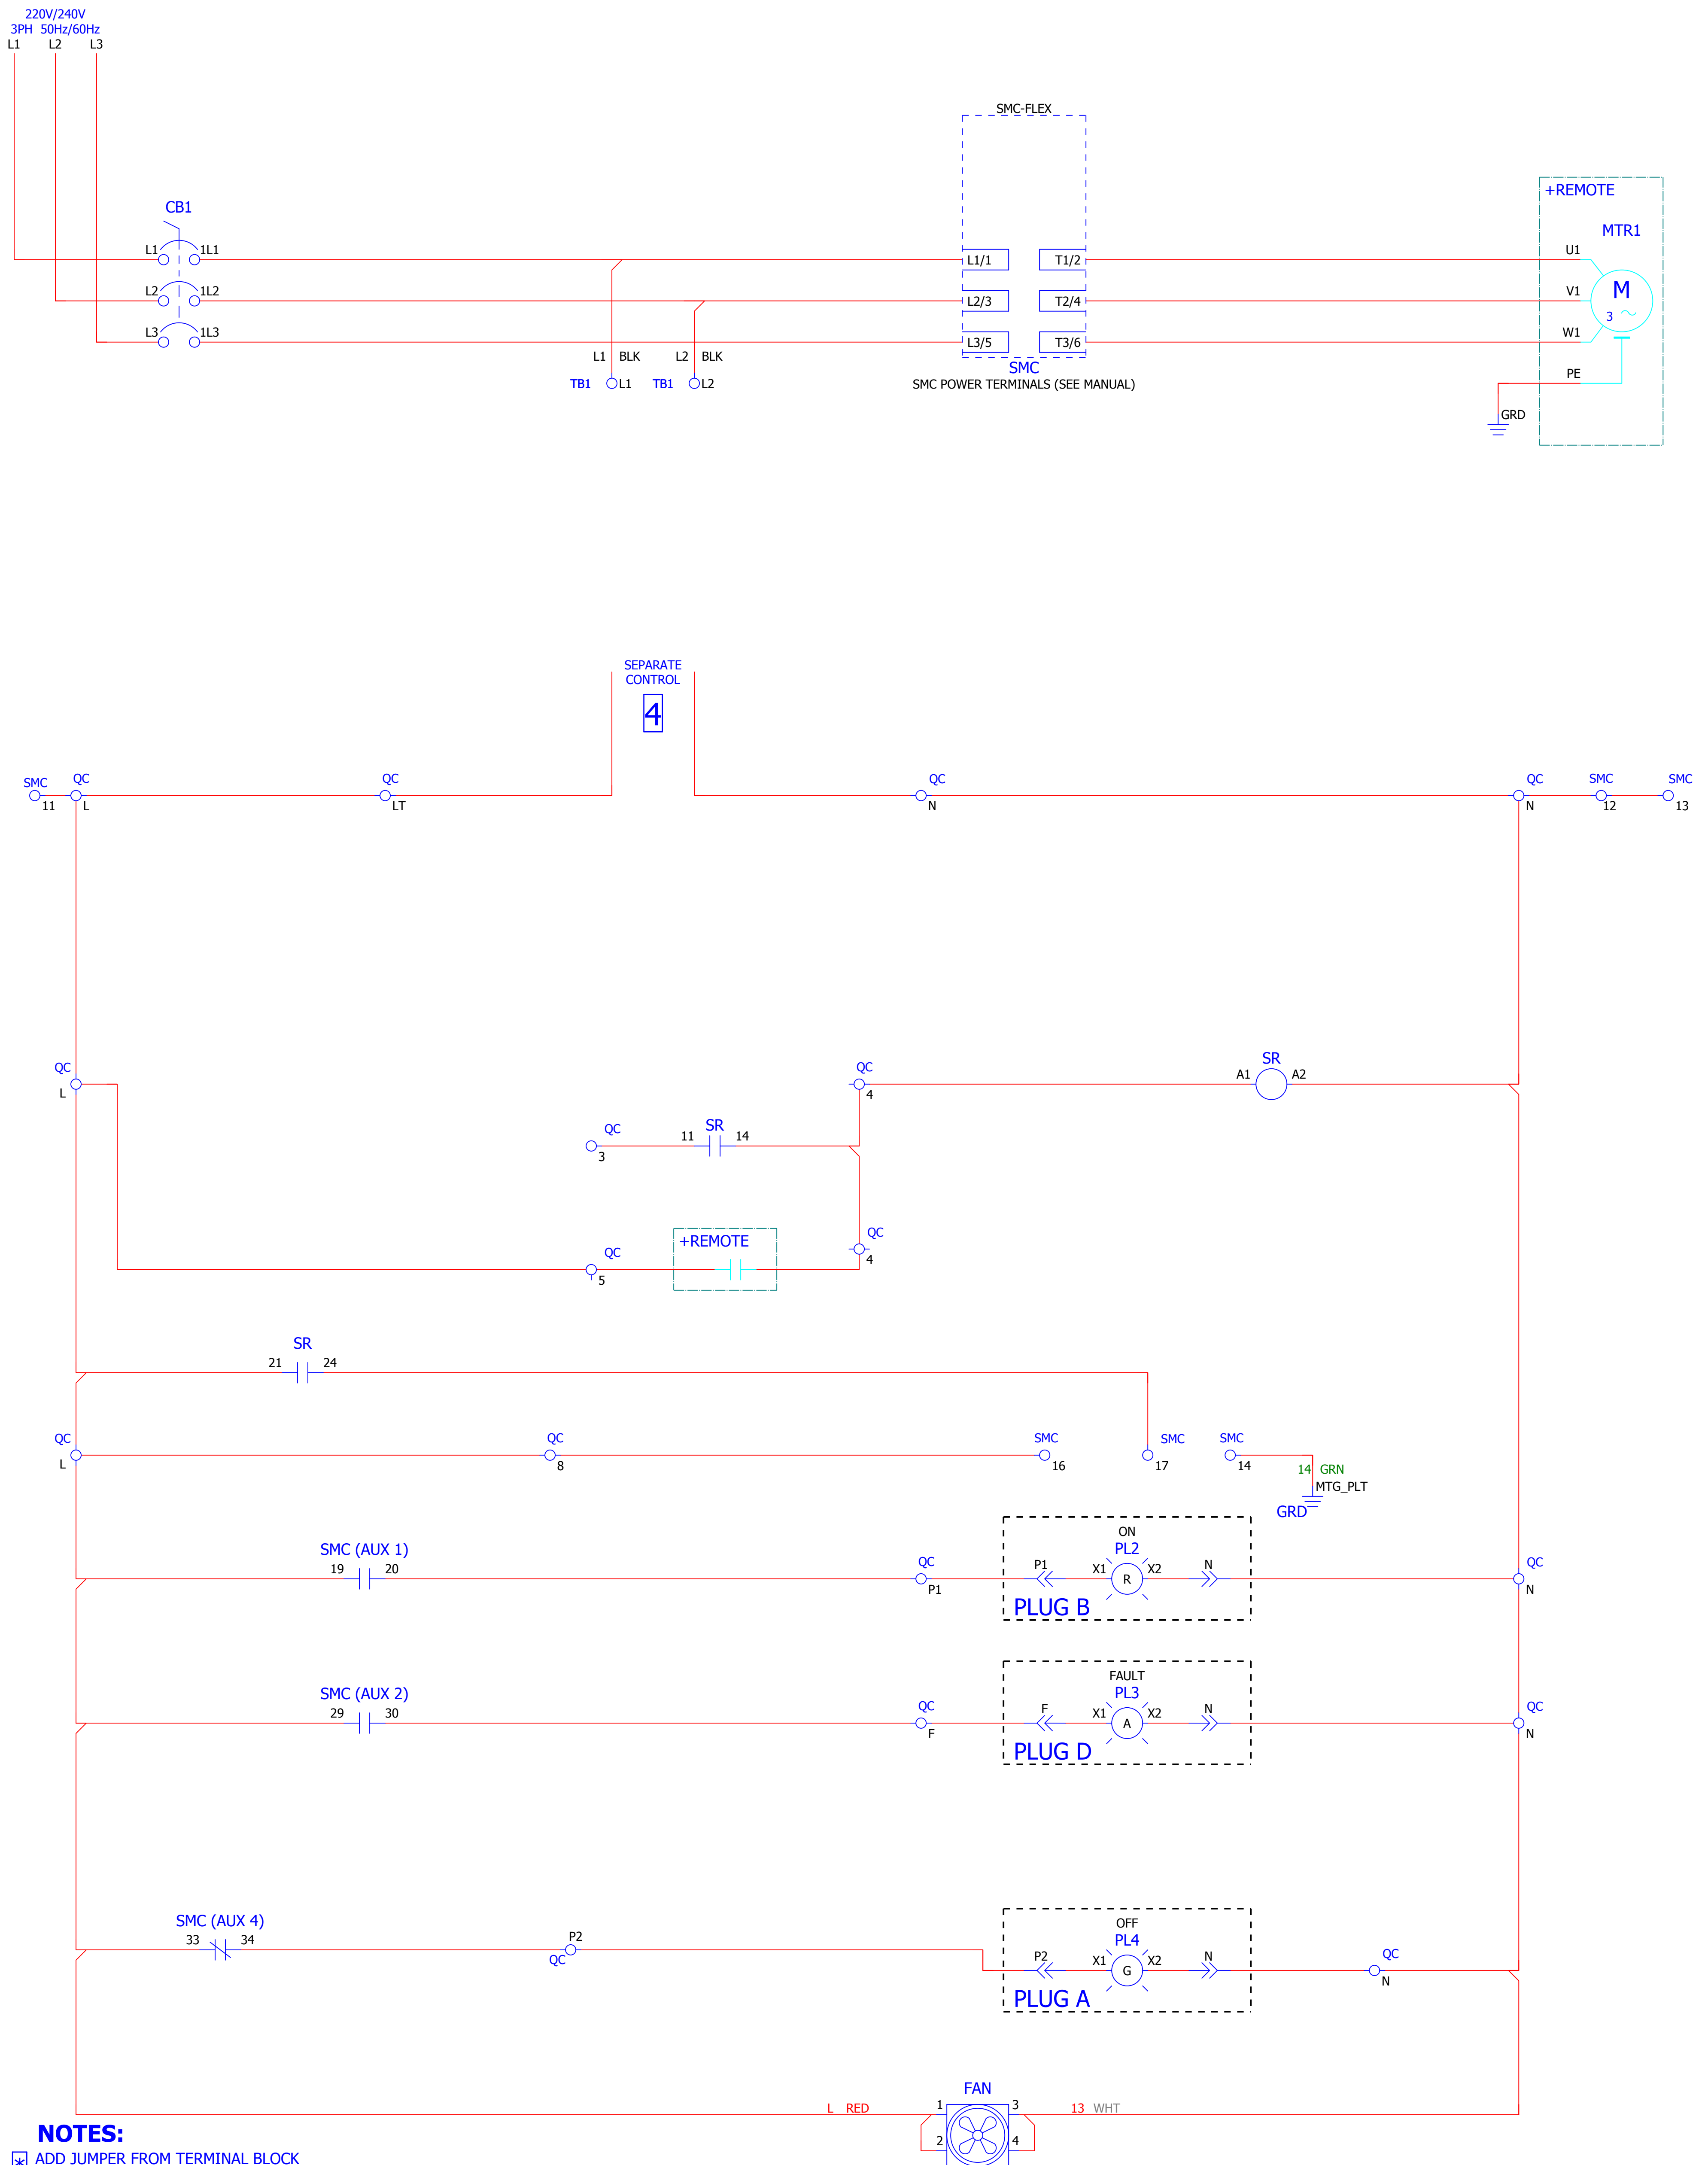 220V/240V
3PH 50Hz/60Hz
L1 L2 L3
SMC-FLEX
CB1
+REMOTE
MTR1
L1 1L1 L1/1 T1/2 U1
L2 1L2 L2/3 T2/4 V1
M
3
L3 1L3 L3/5 T3/6 W1
L1 BLK L2 BLK
SMC
PE
TB1 L1 TB1 L2
SMC POWER TERMINALS (SEE MANUAL)
GRD
SEPARATE
CONTROL
4
SMC QC QC QC QC SMC SMC
11 L LT N N 12 13
QC QC SR
A1 A2
L 4
QC SR
11 14
3
QC QC
+REMOTE
4
5
SR
21 24
QC QC SMC SMC SMC
L 8 16 17 14
14 GRN
MTG_PLT
GRD
ON
SMC (AUX 1) PL2
19 20 QC P1 X1 X2 N QC
R
P1 N
PLUG B
FAULT
SMC (AUX 2) PL3
29 30 QC F X1 X2 N QC
A
F N
PLUG D
SMC (AUX 4) OFF
33 34 P2 PL4
QC P2 X1 X2 N QC
G
N
PLUG A
FAN
L RED 1 3 13 WHT
2 4
NOTES:
* ADD JUMPER FROM TERMINAL BLOCK